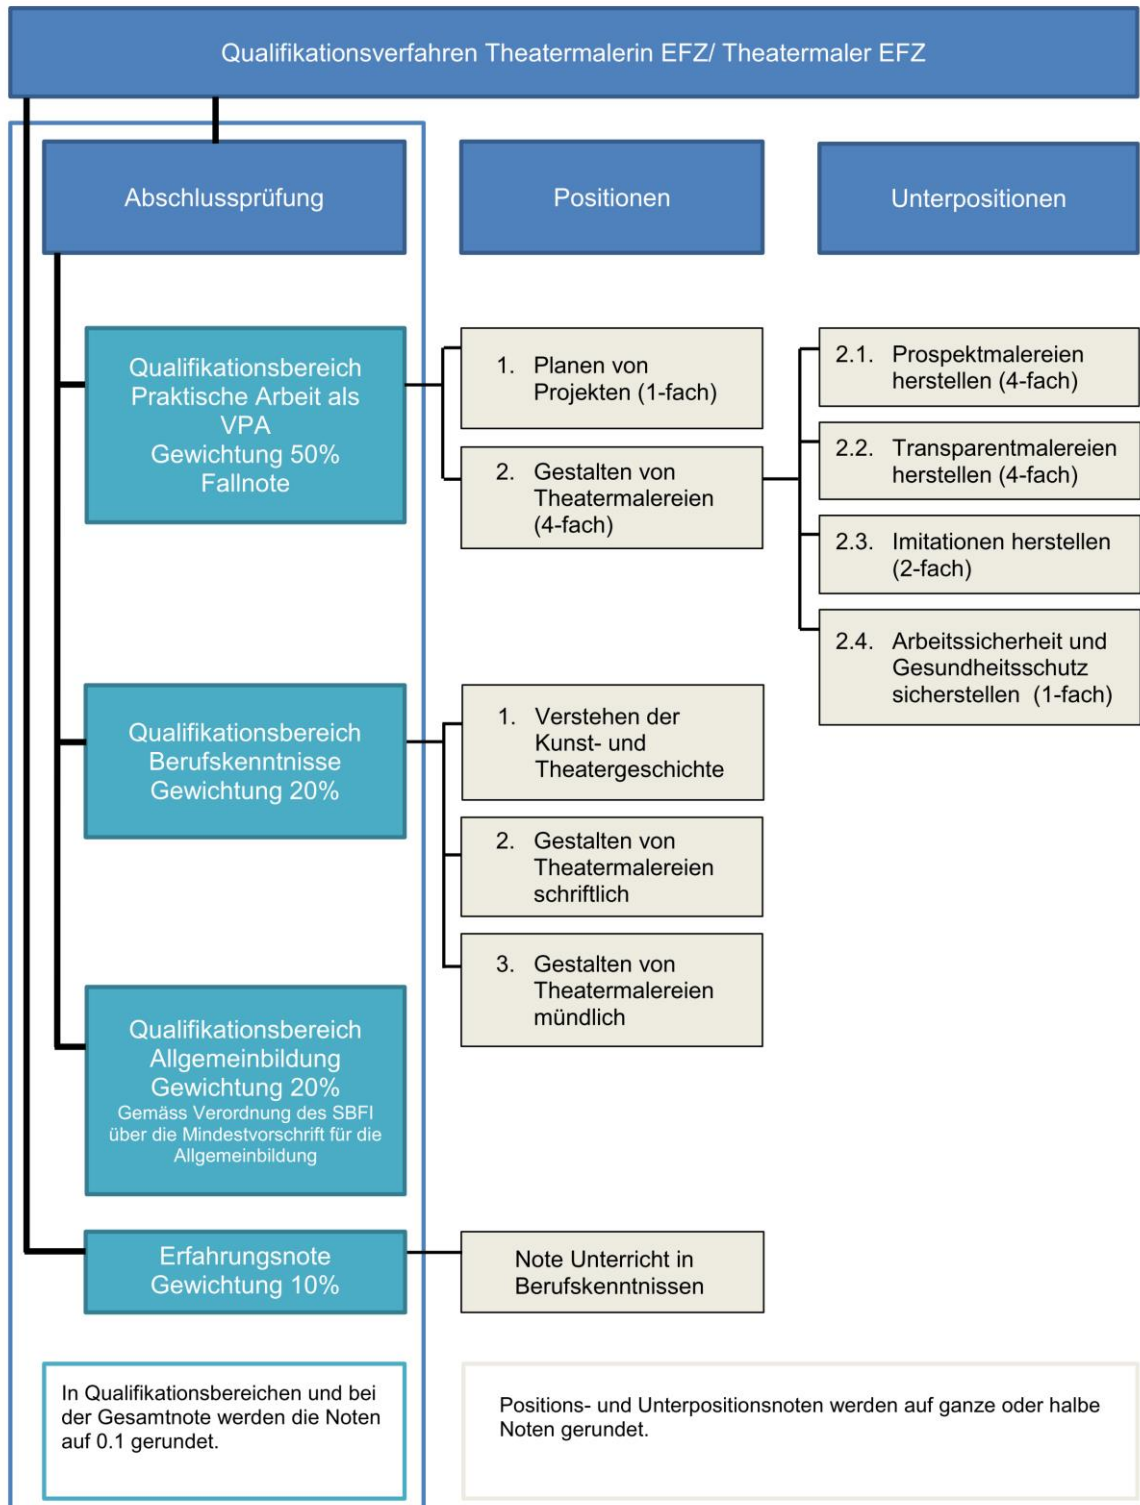 Qualifikationsverfahren Theatermalerin EFZ/ Theatermaler EFZ
Abschlussprüfung
Positionen
Unterpositionen
Qualifikationsbereich
Praktische Arbeit als
VPA
Gewichtung 50%
Fallnote
1. Planen von
Projekten (1-fach)
2. Gestalten von
Theatermalereien
(4-fach)
2.1. Prospektmalereien
herstellen (4-fach)
2.2. Transparentmalereien
herstellen (4-fach)
2.3. Imitationen herstellen
(2-fach)
2.4. Arbeitssicherheit und
Gesundheitsschutz
sicherstellen (1-fach)
Qualifikationsbereich
Berufskenntnisse
Gewichtung 20%
1. Verstehen der
Kunst- und
Theatergeschichte
2. Gestalten von
Theatermalereien
schriftlich
3. Gestalten von
Theatermalereien
mündlich
Qualifikationsbereich
Allgemeinbildung
Gewichtung 20%
Gemäss Verordnung des SBFI
über die Mindestvorschrift für die
Allgemeinbildung
Erfahrungsnote
Gewichtung 10%
Note Unterricht in
Berufskenntnissen
In Qualifikationsbereichen und bei
der Gesamtnote werden die Noten
auf 0.1 gerundet.
Positions- und Unterpositionsnoten werden auf ganze oder halbe
Noten gerundet.